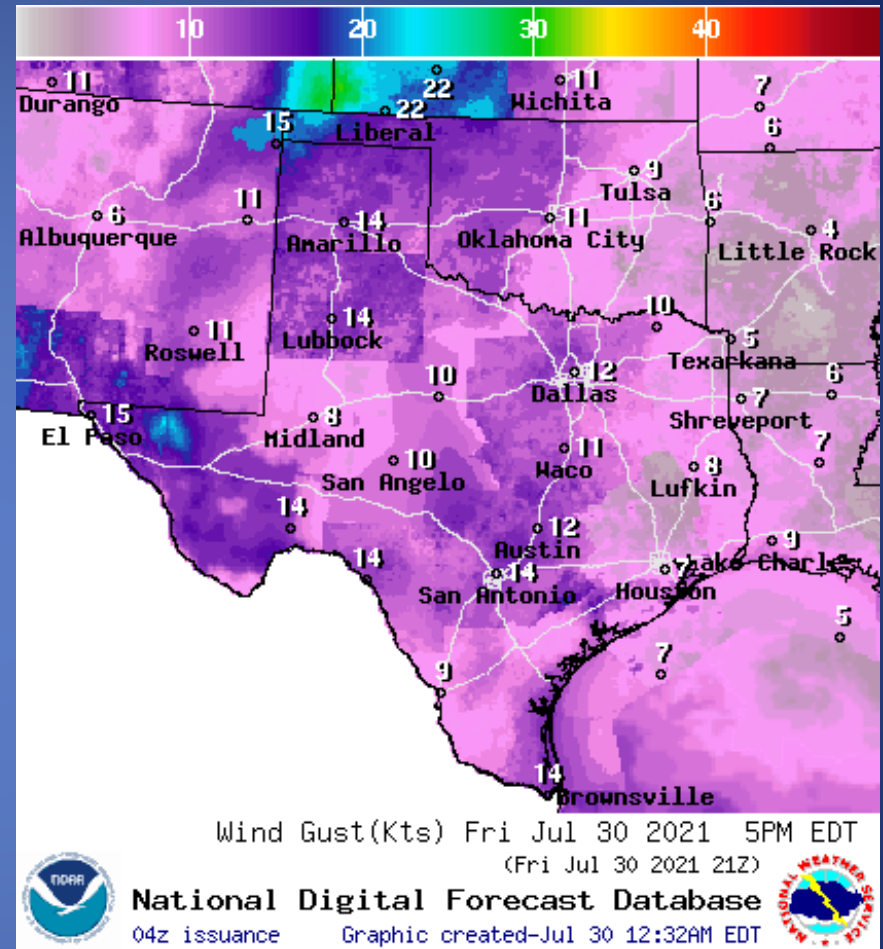 10 20 30 40
11 22 11 7
Durango 22 Wichita
15 Liberal 6
9
Tulsa
6 11 14 11 6 4
Albuquerque Amarillo Oklahoma City Little Rock
11 14 10 5
Roswell Lubbock Texarkana
10 12 6
Dallas 7
15 8 Shreveport
El Paso Midland 11 7
10 Waco 8
San Angelo Lufkin
14 12 9
Austin Lake Charles
14 14 7
San Antonio Houston
5
9 7
14
Brownsville
Wind Gust(Kts) Fri Jul 30 2021 5PM EDT
(Fri Jul 30 2021 21Z)
NOAA
National Digital Forecast Database
04z issuance Graphic created-Jul 30 12:32AM EDT
NATIONAL WEATHER SERVICE